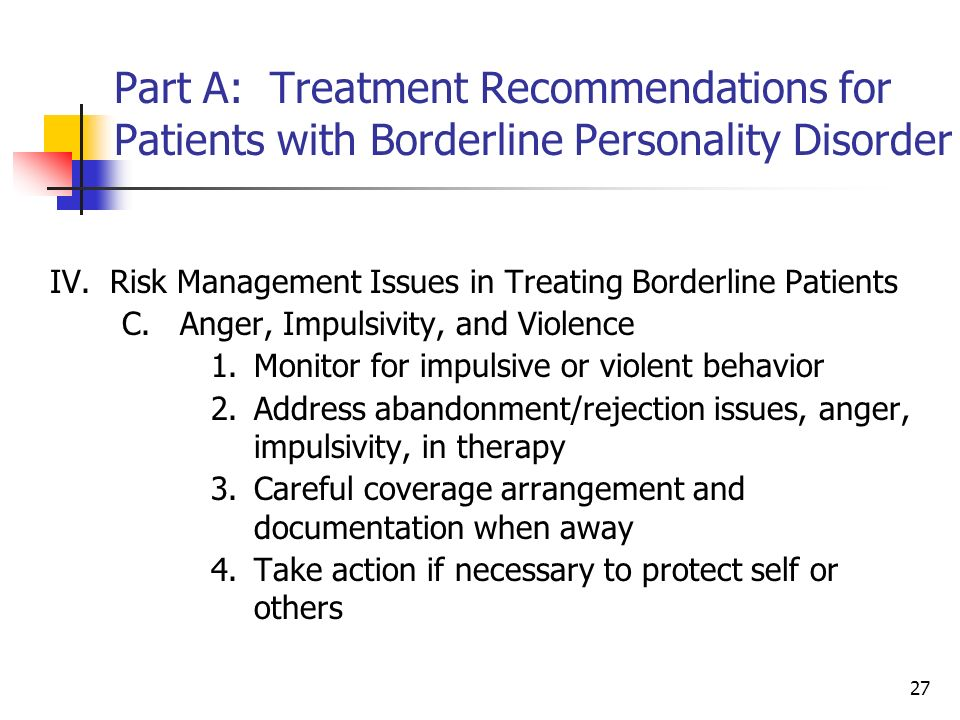 Part A: Treatment Recommendations for
Patients with Borderline Personality Disorder
IV. Risk Management Issues in Treating Borderline Patients
C. Anger, Impulsivity, and Violence
1. Monitor for impulsive or violent behavior
2. Address abandonment/rejection issues, anger,
impulsivity, in therapy
3. Careful coverage arrangement and
documentation when away
4. Take action if necessary to protect self or
others
27